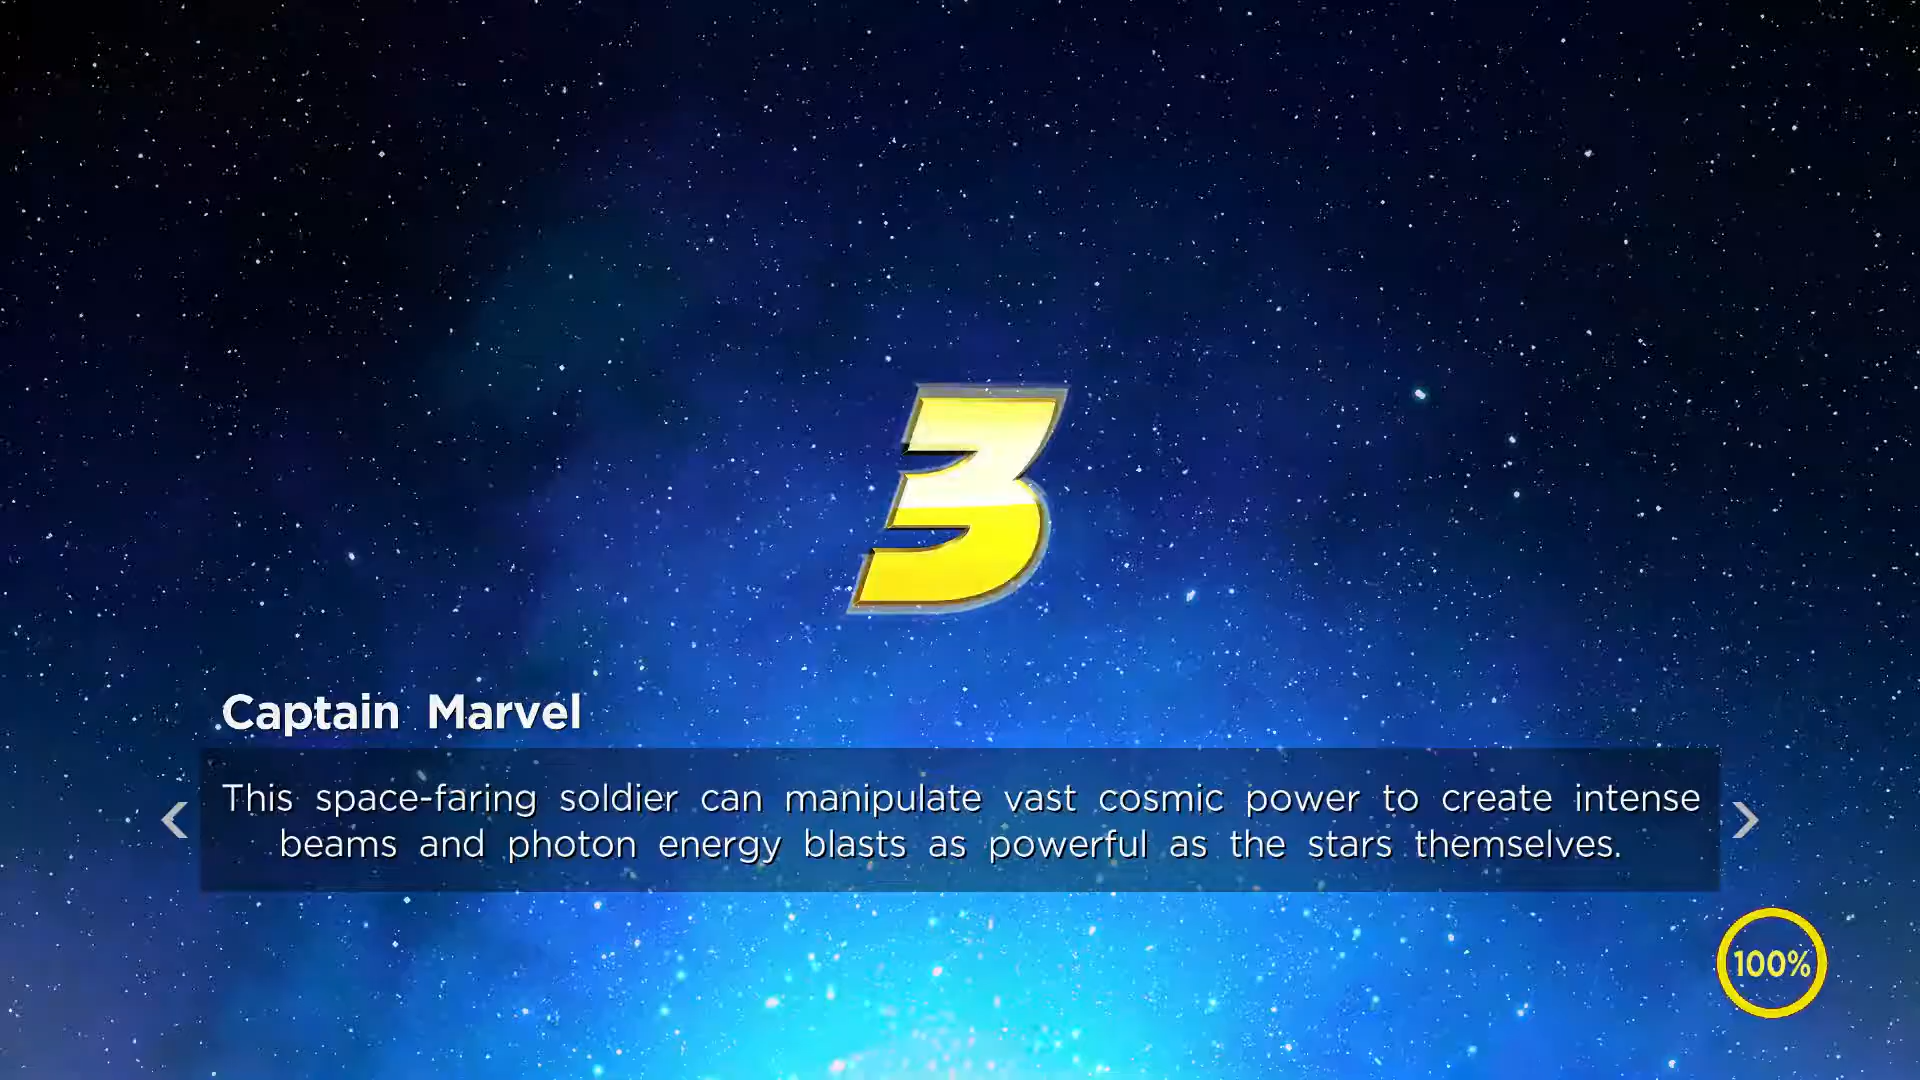 3
Captain Marvel
This space-faring soldier can manipulate vast cosmic power to create intense
beams and photon energy blasts as powerful as the stars themselves.
100%